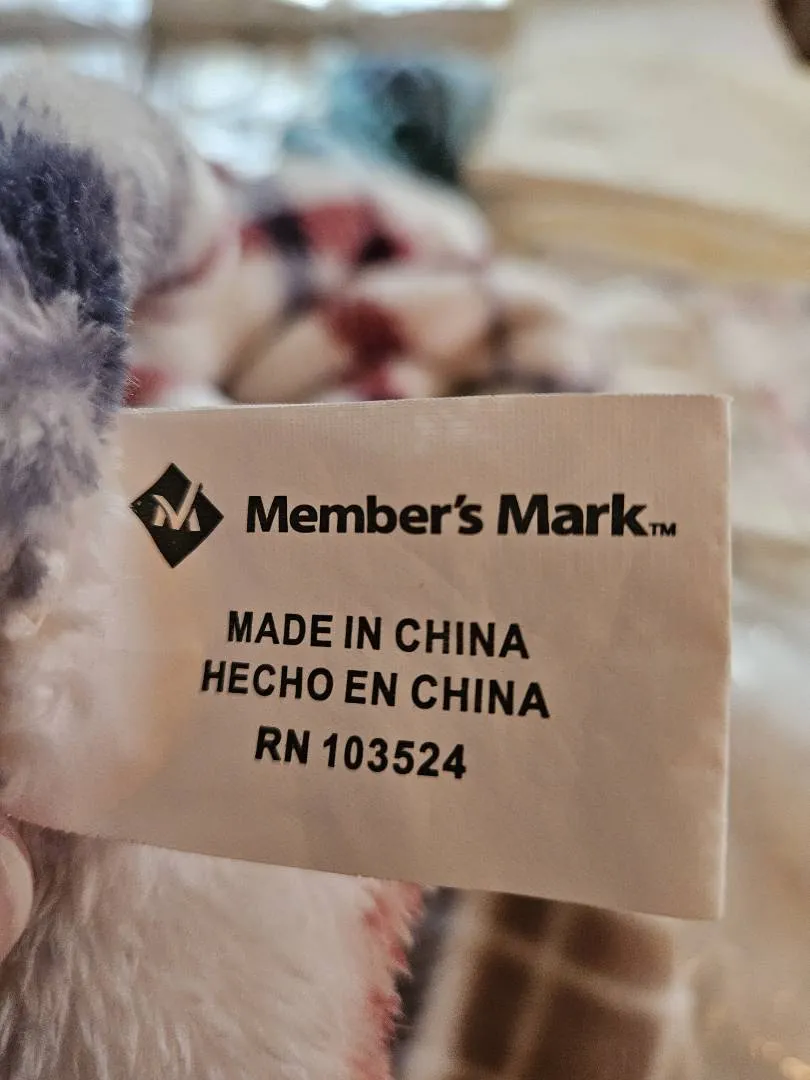 Member's Mark™
MADE IN CHINA
HECHO EN CHINA
RN 103524